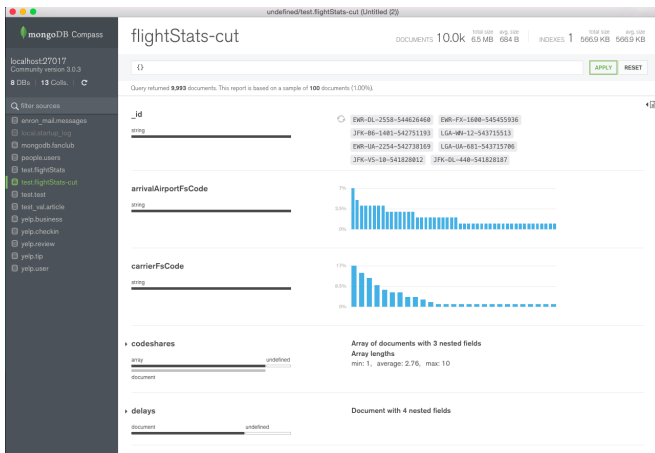 undefined/test.flightStats-cut (Untitled (2))
mongoDB Compass
flightStats-cut
DOCUMENTS 10.0k total size 6.5 MB avg. size 684 B
INDEXES 1 total size 566.9 KB avg. size 566.9 KB
localhost:27017
Community version 3.0.3
8 DBs 13 Colls. C
{}
APPLY RESET
Query returned 9,993 documents. This report is based on a sample of 100 documents (1.00%).
filter sources
enron_mail.messages
local.startup_log
mongodb.fanclub
people.users
test.flightStats
test.flightStats-cut
test.test
text_val.article
yelp.business
yelp.checkin
yelp.review
yelp.tip
yelp.user
_id
string
EWR-DL-2558-544626460 EWR-FX-1600-545455936
JFK-B6-1401-542751193 LGA-WN-12-543715513
EWR-UA-2254-542738169 LGA-UA-681-543715706
JFK-VS-10-541828012 JFK-DL-440-541828187
arrivalAirportFsCode
string
7%
3.5%
0%
carrierFsCode
string
17%
8.5%
0%
codeshares
array undefined
document
Array of documents with 3 nested fields
Array lengths
min: 1, average: 2.76, max: 10
delays
document undefined
Document with 4 nested fields